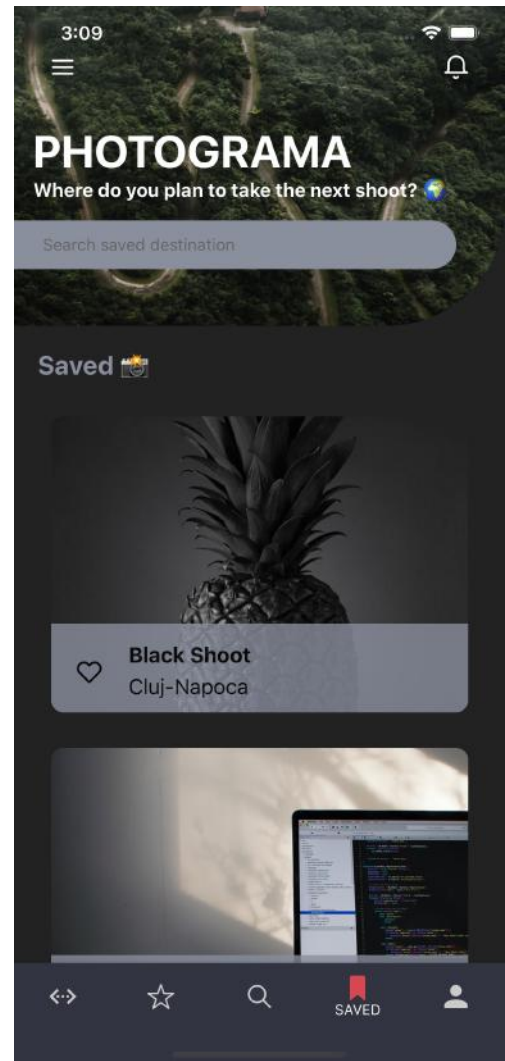 3:09
PHOTOGRAMA
Where do you plan to take the next shoot? 🌍
Search saved destination
Saved 📸
Black Shoot
Cluj-Napoca
SAVED